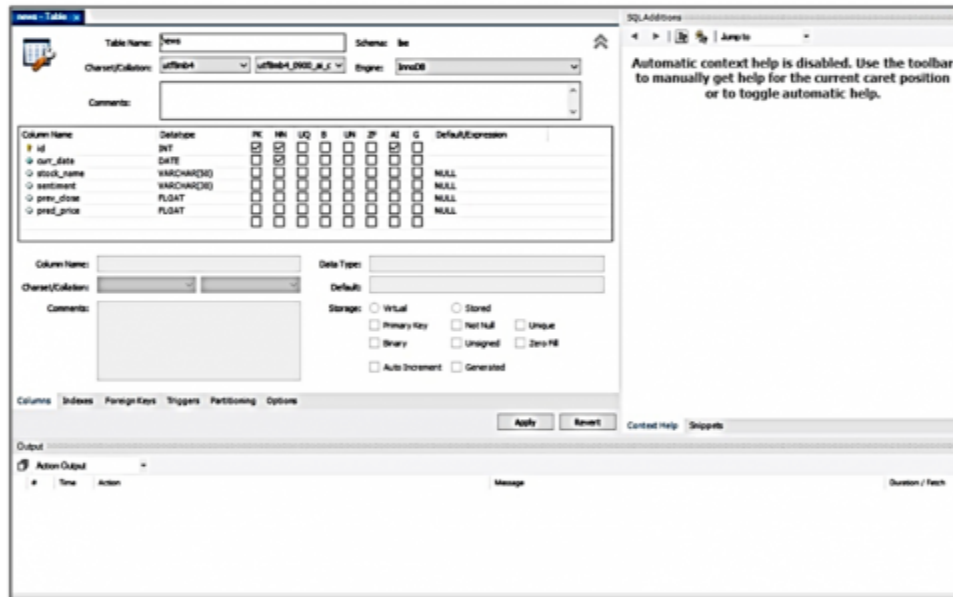 news - Table
Table Name: news Schema:
Charset/Collation: utf8mb4 utf8mb4_0900_ai_c Engine: InnoDB
Comments:
Column Name Datatype PK NN UQ B UN ZF AI G Default/Expression
id INT
curr_date DATE
stock_name VARCHAR(50) NULL
sentiment VARCHAR(30) NULL
prev_close FLOAT NULL
pred_price FLOAT NULL
Column Name: Data Type:
Charset/Collation: Default:
Comments: Storage: Virtual Stored
Primary Key Not Null Unique
Binary Unsigned Zero Fill
Auto Increment Generated
Columns Indexes Foreign Keys Triggers Partitioning Options
Apply Revert
SQLAdditions
Jump to
Automatic context help is disabled. Use the toolbar
to manually get help for the current caret position
or to toggle automatic help.
Context Help Snippets
Output
Action Output
# Time Action Message Duration / Fetch